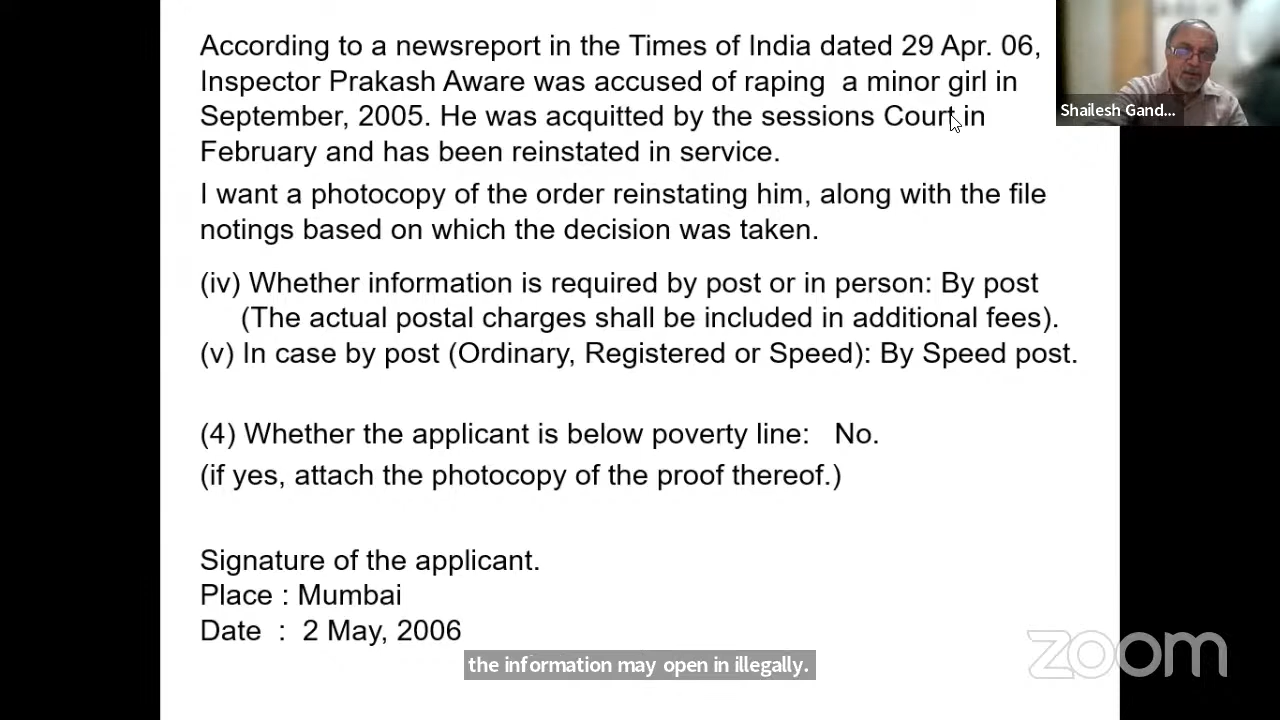 According to a newsreport in the Times of India dated 29 Apr. 06,
Inspector Prakash Aware was accused of raping a minor girl in
September, 2005. He was acquitted by the sessions Court in
February and has been reinstated in service.
I want a photocopy of the order reinstating him, along with the file
notings based on which the decision was taken.
(iv) Whether information is required by post or in person: By post
(The actual postal charges shall be included in additional fees).
(v) In case by post (Ordinary, Registered or Speed): By Speed post.
(4) Whether the applicant is below poverty line: No.
(if yes, attach the photocopy of the proof thereof.)
Signature of the applicant.
Place : Mumbai
Date : 2 May, 2006
Shailesh Gand...
the information may open in illegally.
zoom